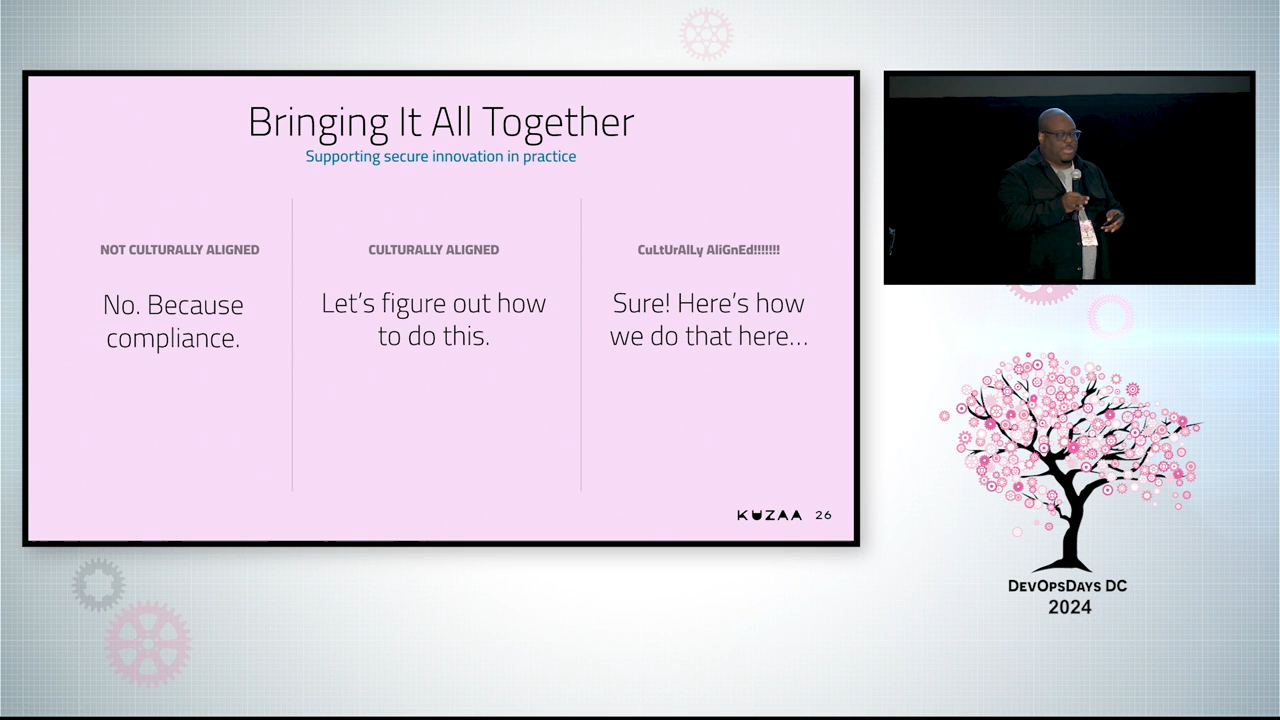 Bringing It All Together
Supporting secure innovation in practice
NOT CULTURALLY ALIGNED
No. Because
compliance.
CULTURALLY ALIGNED
Let's figure out how
to do this.
CuLtUrAlLy AliGnEd!!!!!!!
Sure! Here's how
we do that here...
KUZAA 26
DEVOPSDAYS DC
2024